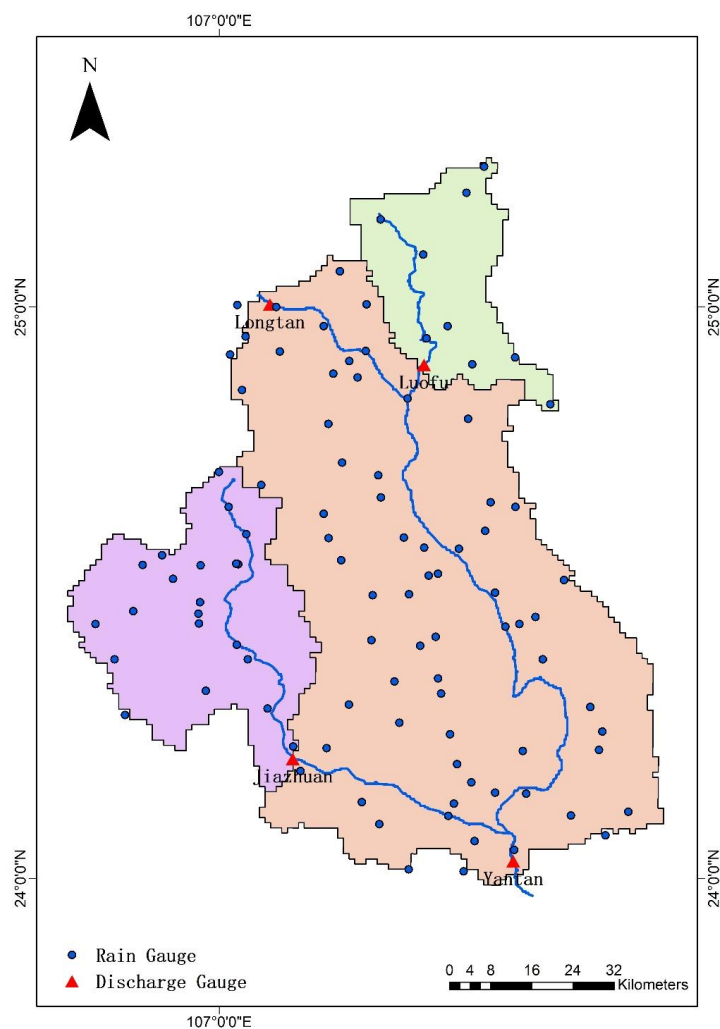 107°0'0"E
N
25°0'0"N
25°0'0"N
Longtan
Luofu
Jiazhuan
24°0'0"N
24°0'0"N
Yantan
Rain Gauge
Discharge Gauge
0 4 8 16 24 32
Kilometers
107°0'0"E